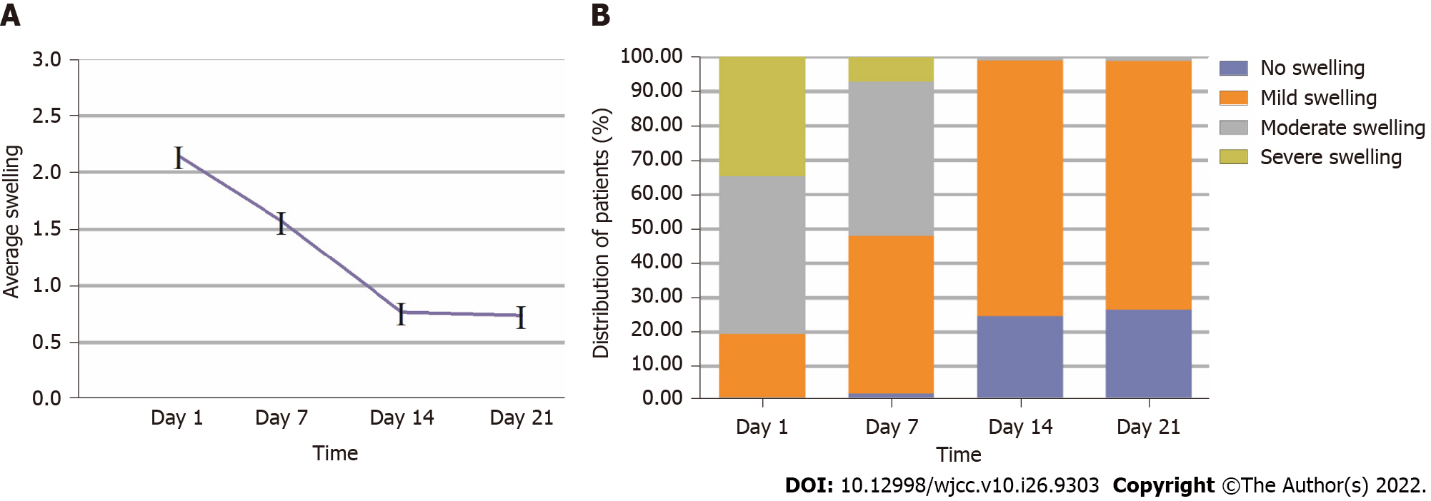 A
3.0
2.5
2.0
1.5
1.0
0.5
0.0
Average swelling
Day 1 Day 7 Day 14 Day 21
Time
B
100.00
90.00
80.00
70.00
60.00
50.00
40.00
30.00
20.00
10.00
0.00
Distribution of patients (%)
Day 1 Day 7 Day 14 Day 21
Time
No swelling
Mild swelling
Moderate swelling
Severe swelling
DOI: 10.12998/wjcc.v10.i26.9303 Copyright ©The Author(s) 2022.